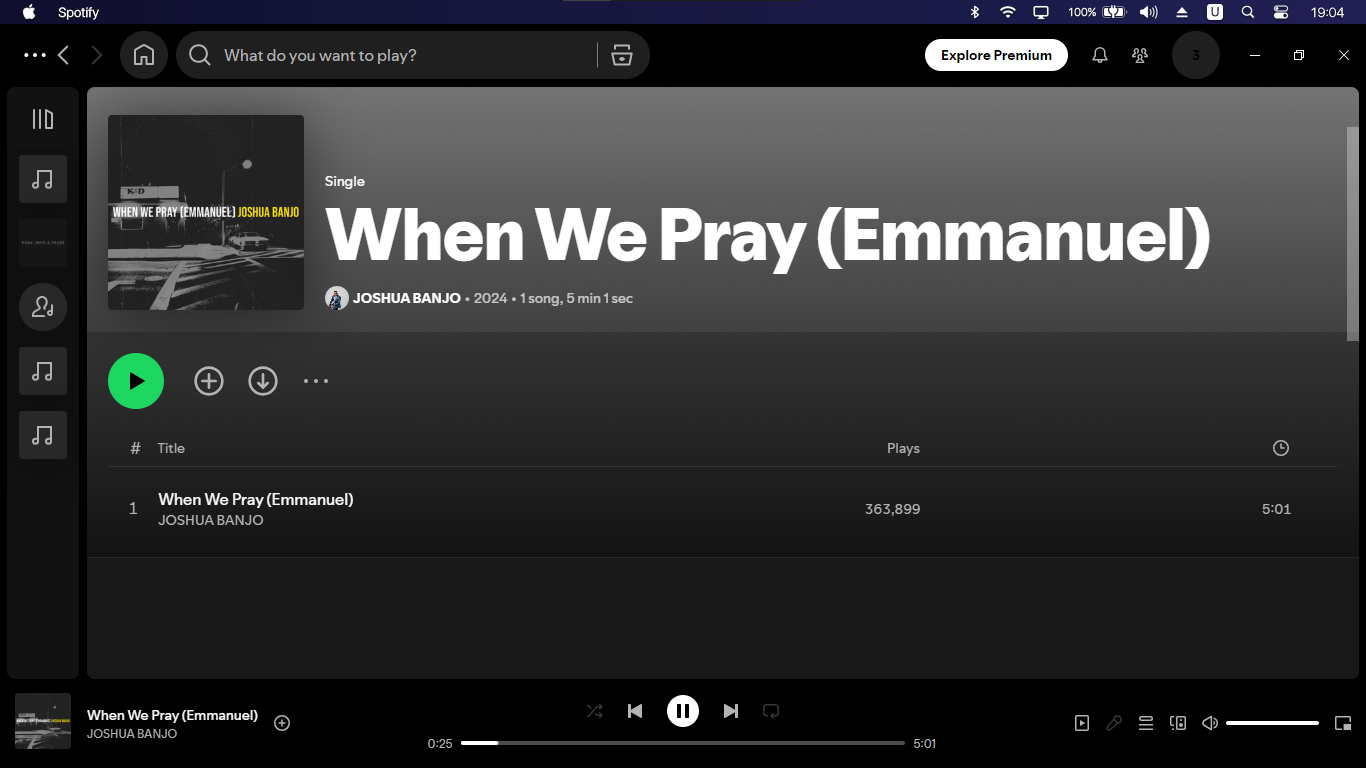 Spotify
100%
U
19:04
What do you want to play?
Explore Premium
3
K&D
WHEN WE PRAY (EMMANUEL) JOSHUA BANJO
Single
When We Pray (Emmanuel)
JOSHUA BANJO • 2024 • 1 song, 5 min 1 sec
# Title Plays
1 When We Pray (Emmanuel) 363,899 5:01
JOSHUA BANJO
When We Pray (Emmanuel)
JOSHUA BANJO
0:25 5:01